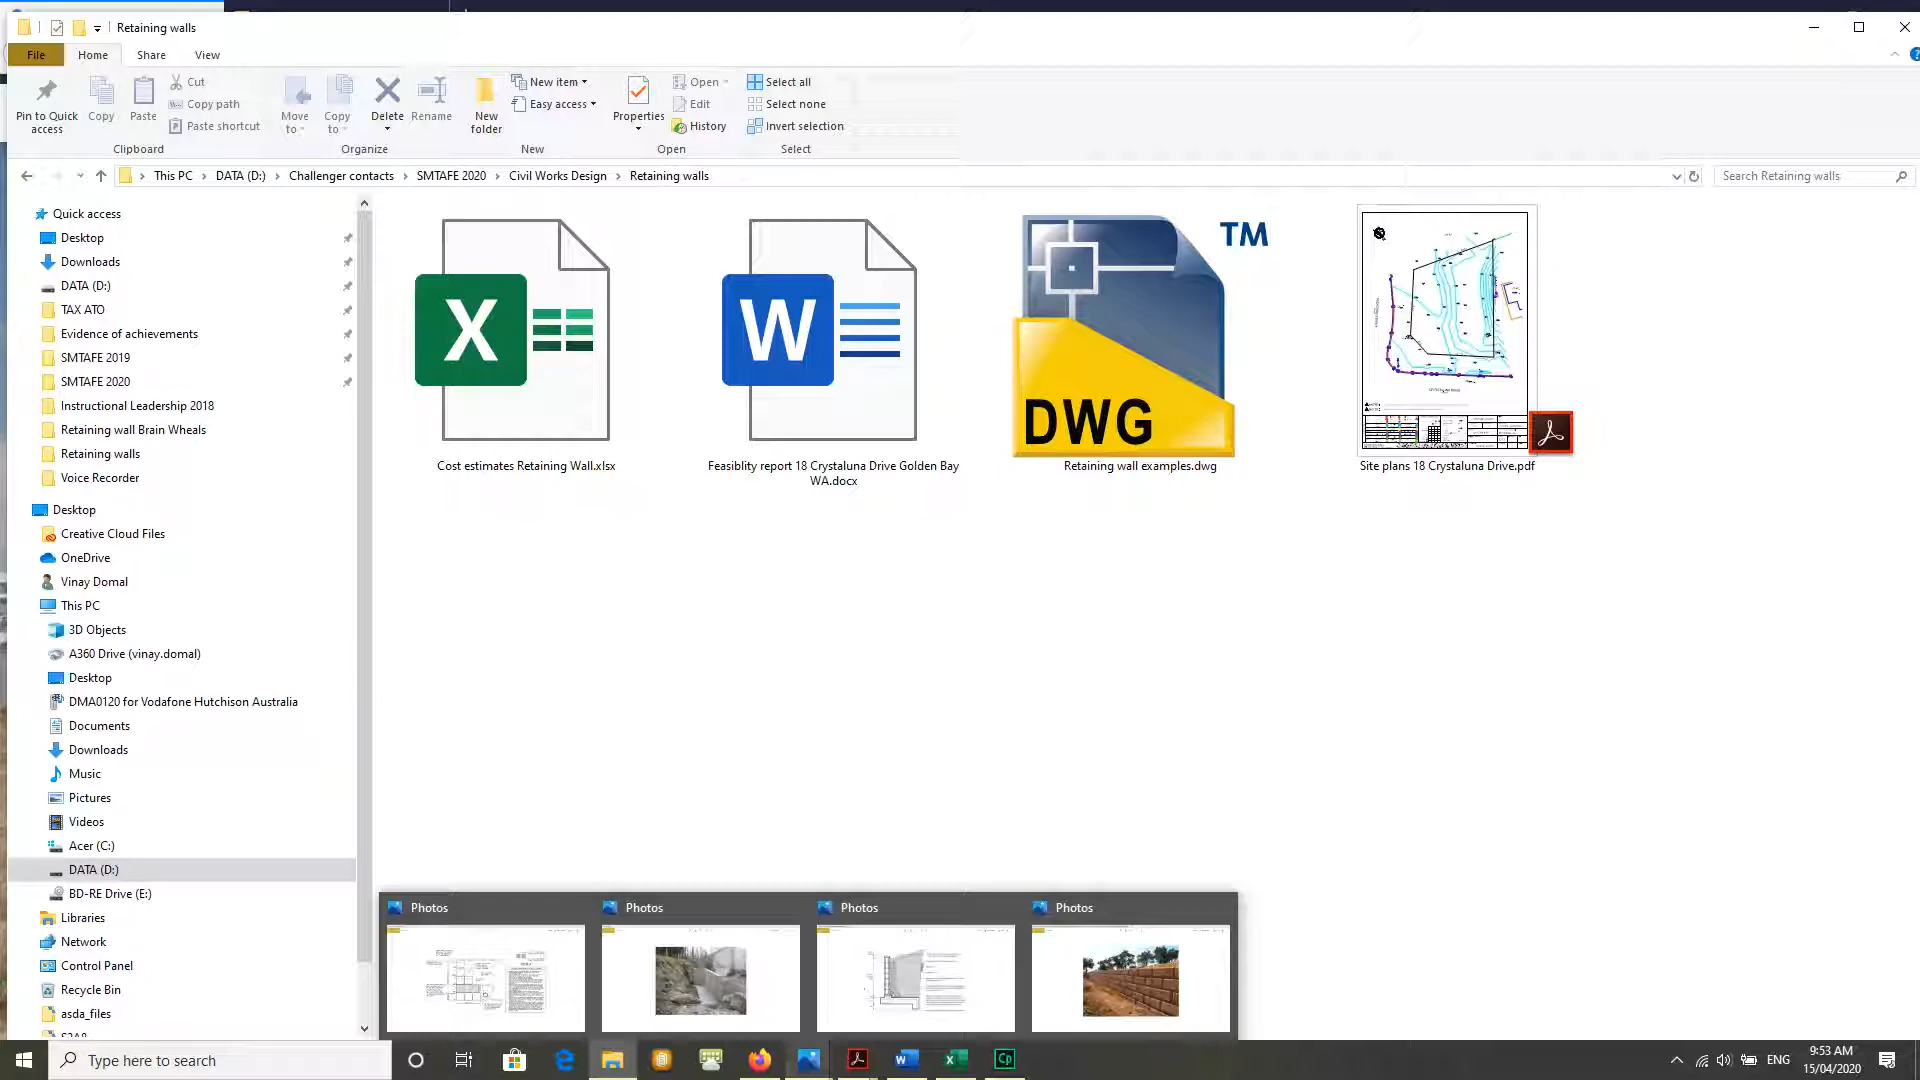 Retaining walls
File
Home
Share
View
Pin to Quick access
Copy
Paste
Cut
Copy path
Paste shortcut
Clipboard
Move to
Copy to
Delete
Rename
Organize
New folder
New item
Easy access
New
Properties
Open
Edit
History
Open
Select all
Select none
Invert selection
Select
This PC > DATA (D:) > Challenger contacts > SMTAFE 2020 > Civil Works Design > Retaining walls
Search Retaining walls
Quick access
Desktop
Downloads
DATA (D:)
TAX ATO
Evidence of achievements
SMTAFE 2019
SMTAFE 2020
Instructional Leadership 2018
Retaining wall Brain Wheals
Retaining walls
Voice Recorder
Desktop
Creative Cloud Files
OneDrive
Vinay Domal
This PC
3D Objects
A360 Drive (vinay.domal)
Desktop
DMA0120 for Vodafone Hutchison Australia
Documents
Downloads
Music
Pictures
Videos
Acer (C:)
DATA (D:)
BD-RE Drive (E:)
Libraries
Network
Control Panel
Recycle Bin
asda_files
X
Cost estimates Retaining Wall.xlsx
W
Feasiblity report 18 Crystaluna Drive Golden Bay
WA.docx
TM
DWG
Retaining wall examples.dwg
Site plans 18 Crystaluna Drive.pdf
Photos
Photos
Photos
Photos
Type here to search
Cp
ENG
9:53 AM
15/04/2020